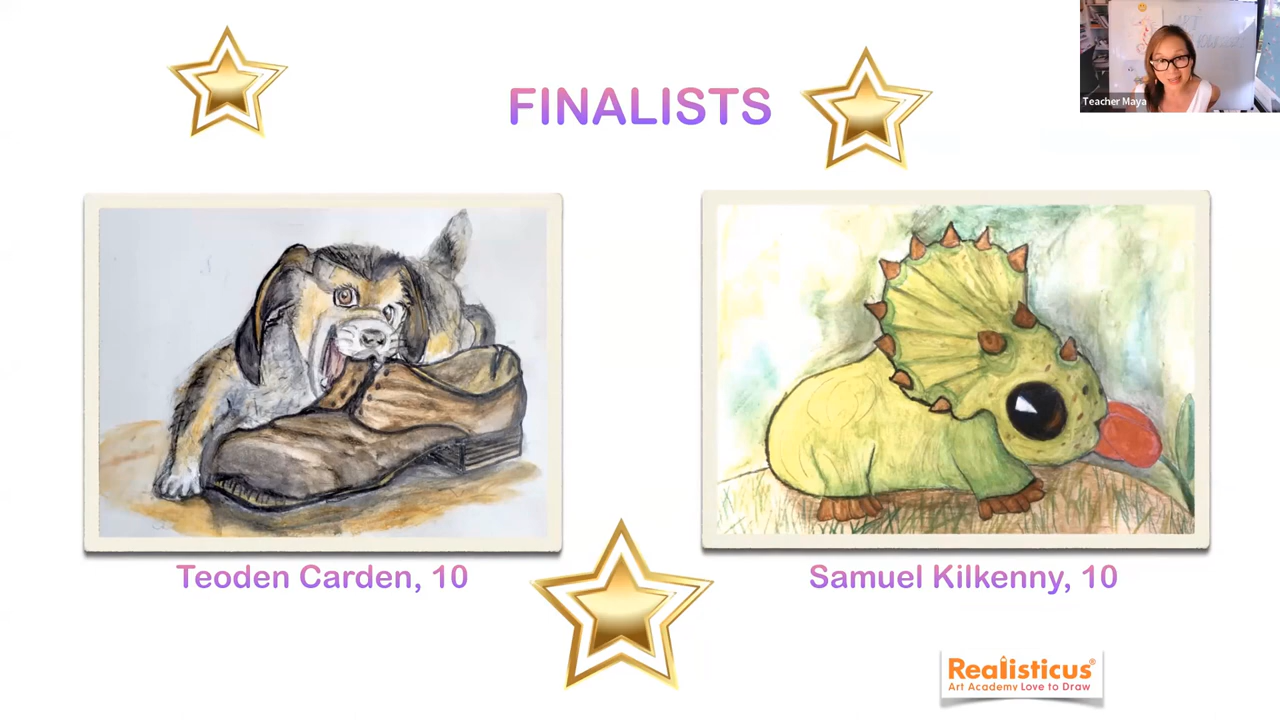 FINALISTS
Teacher Maya
Teoden Carden, 10
Samuel Kilkenny, 10
Realisticus®
Art Academy Love to Draw